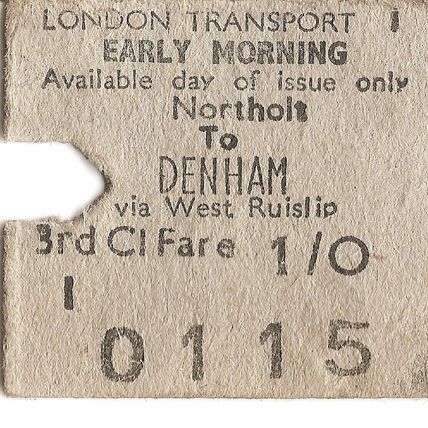 LONDON TRANSPORT 1
EARLY MORNING
Available day of issue only
Northolt
To
DENHAM
via West Ruislip
3rd Cl Fare 1/0
1
0115